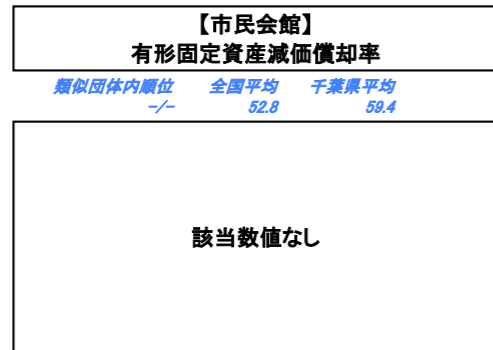 【市民会館】
有形固定資産減価償却率
類似団体内順位 全国平均 千葉県平均
-/- 52.8 59.4
該当数値なし